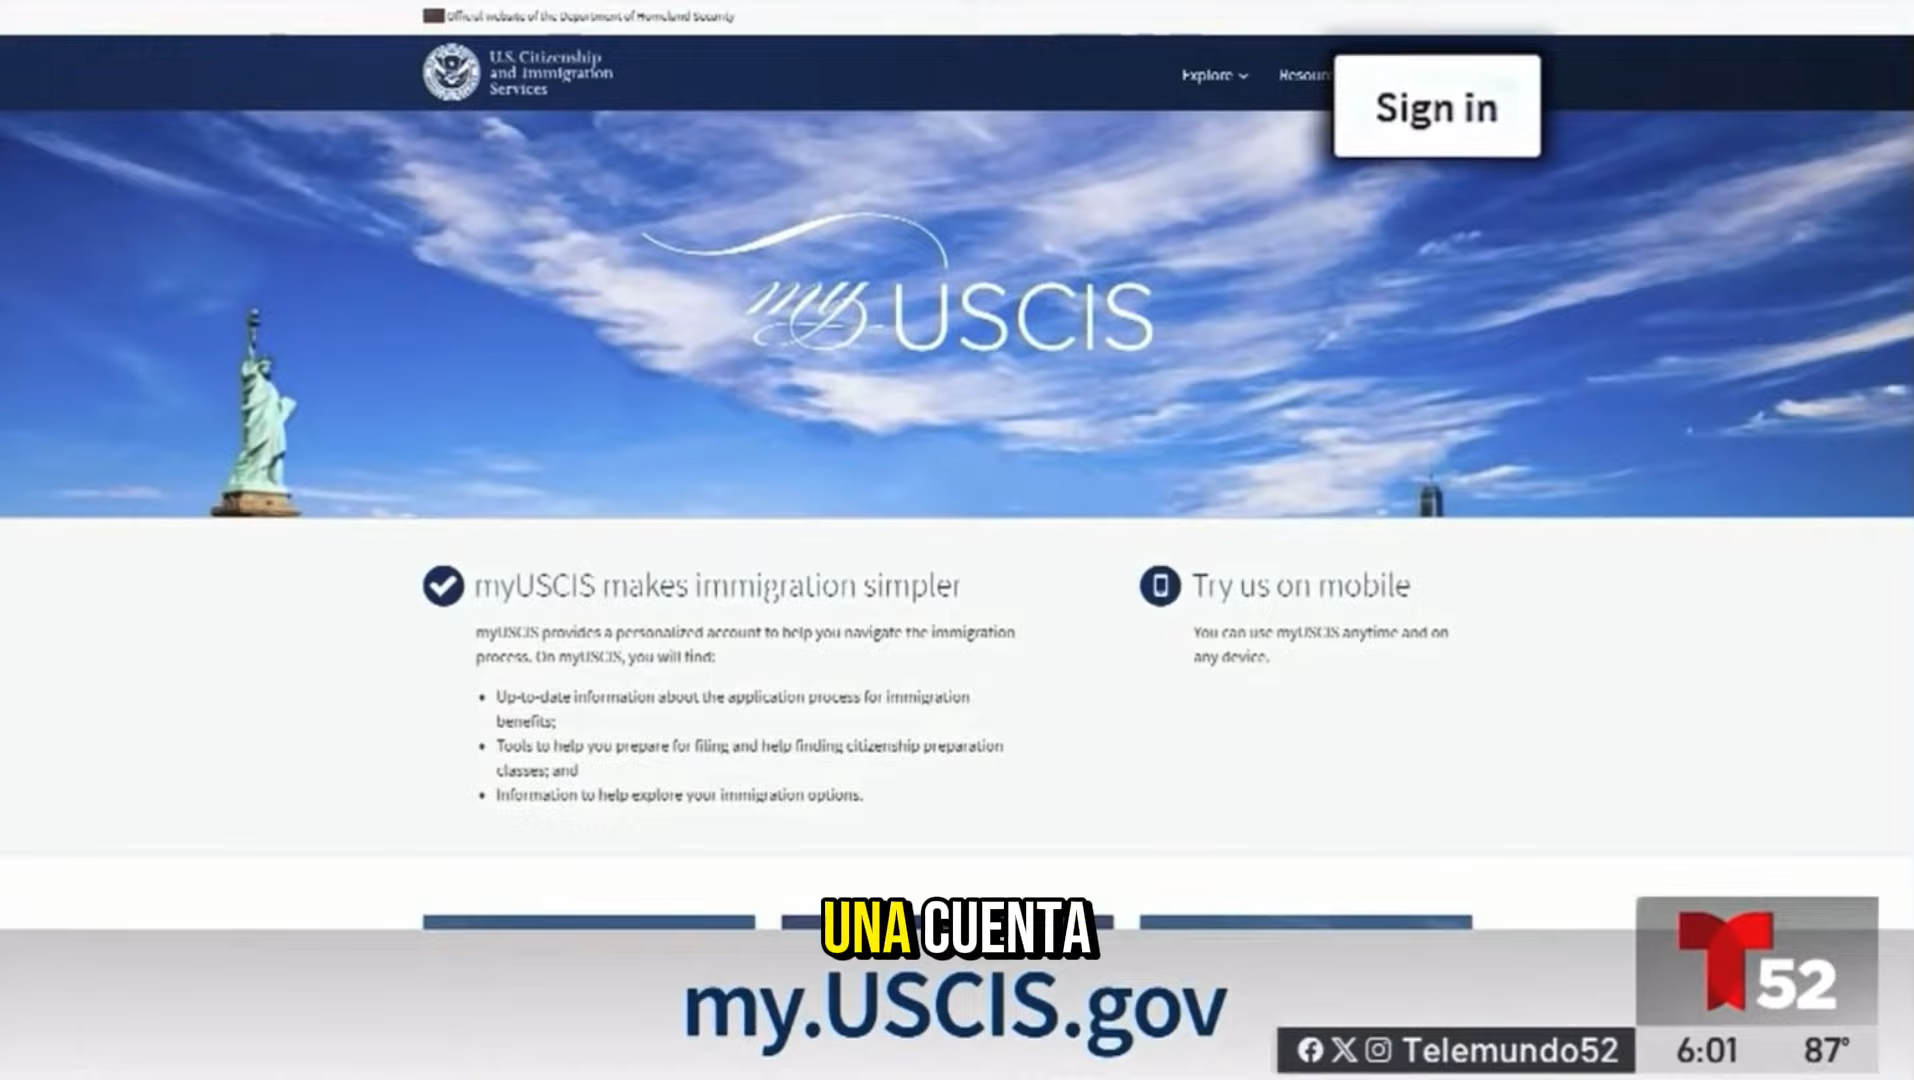 Official website of the Department of Homeland Security
U.S. Citizenship
and Immigration
Services
Explore
Resourc
Sign in
my USCIS
myUSCIS makes immigration simpler
myUSCIS provides a personalized account to help you navigate the immigration
process. On myUSCIS, you will find:
• Up-to-date information about the application process for immigration
benefits;
• Tools to help you prepare for filing and help finding citizenship preparation
classes; and
• Information to help explore your immigration options.
Try us on mobile
You can use myUSCIS anytime and on
any device.
UNA CUENTA
my.USCIS.gov
52
Telemundo52
6:01 87°